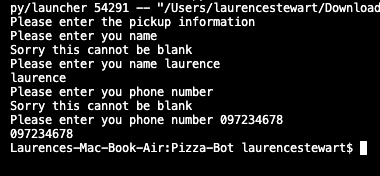 py/launcher 54291 -- "/Users/laurencestewart/Download
Please enter the pickup information
Please enter you name
Sorry this cannot be blank
Please enter you name laurence
laurence
Please enter you phone number
Sorry this cannot be blank
Please enter you phone number 097234678
097234678
Laurences-Mac-Book-Air:Pizza-Bot laurencestewart$